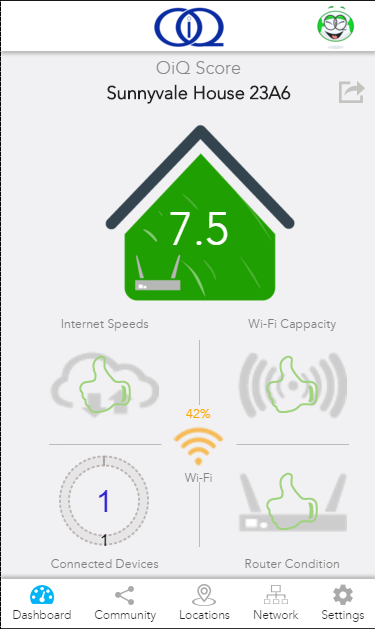 OiQ
OiQ Score
Sunnyvale House 23A6
7.5
Internet Speeds
Wi-Fi Cappacity
42%
Wi-Fi
1
1
Connected Devices
Router Condition
Dashboard
Community
Locations
Network
Settings